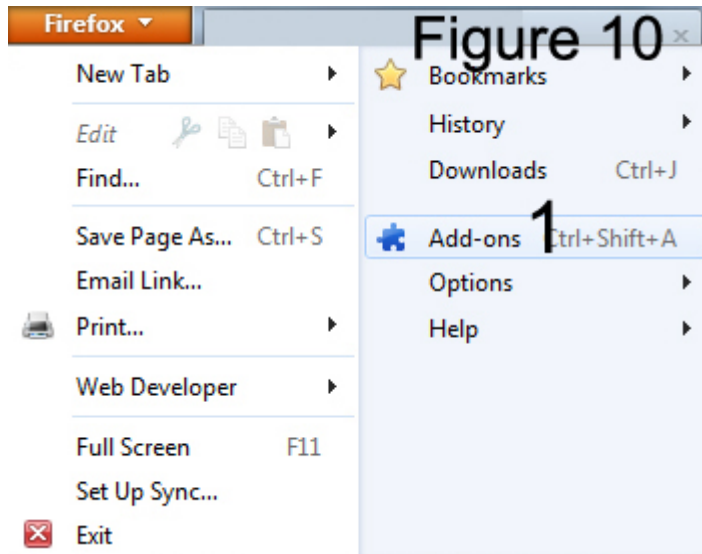 Firefox
Figure 10
New Tab
Edit
Find... Ctrl+F
Save Page As... Ctrl+S
Email Link...
Print...
Web Developer
Full Screen F11
Set Up Sync...
Exit
Bookmarks
History
Downloads Ctrl+J
Add-ons 1 Ctrl+Shift+A
Options
Help